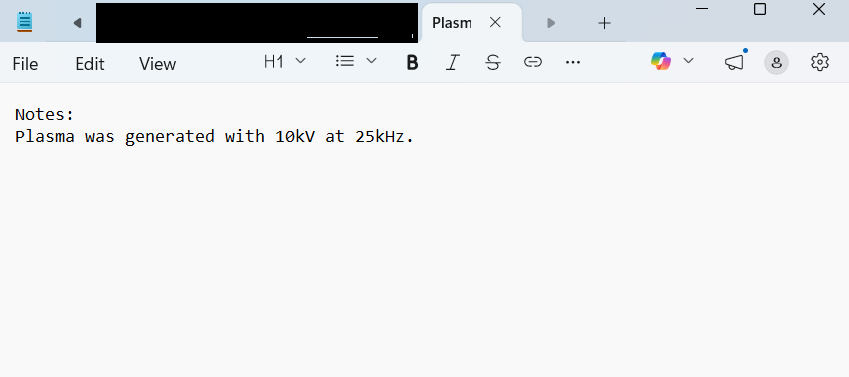 Plasm
File Edit View H1
Notes:
Plasma was generated with 10kV at 25kHz.